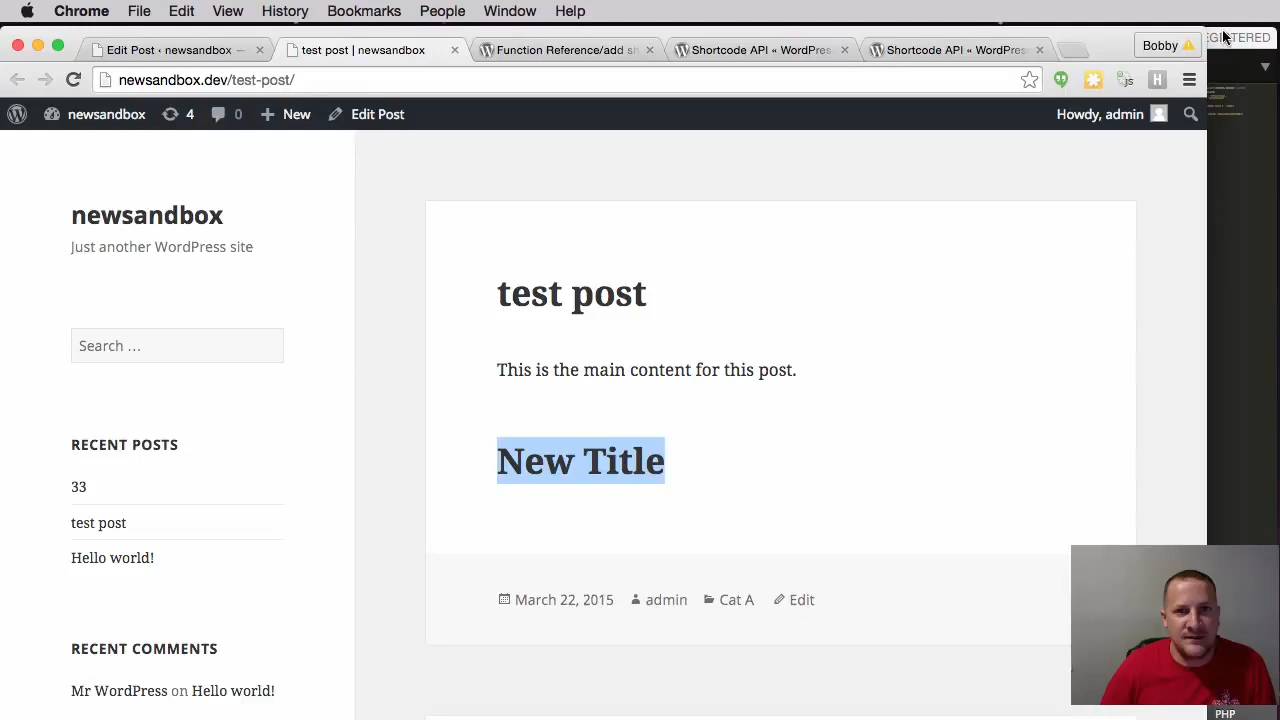 Chrome File Edit View History Bookmarks People Window Help
Edit Post ‹ newsandbox —
test post | newsandbox
Function Reference/add sh
Shortcode API « WordPres
Shortcode API « WordPres
Bobby
GISTERED
newsandbox.dev/test-post/
newsandbox 4 0 New Edit Post Howdy, admin
newsandbox
Just another WordPress site
Search …
RECENT POSTS
33
test post
Hello world!
RECENT COMMENTS
Mr WordPress on Hello world!
test post
This is the main content for this post.
New Title
March 22, 2015 admin Cat A Edit
PHP